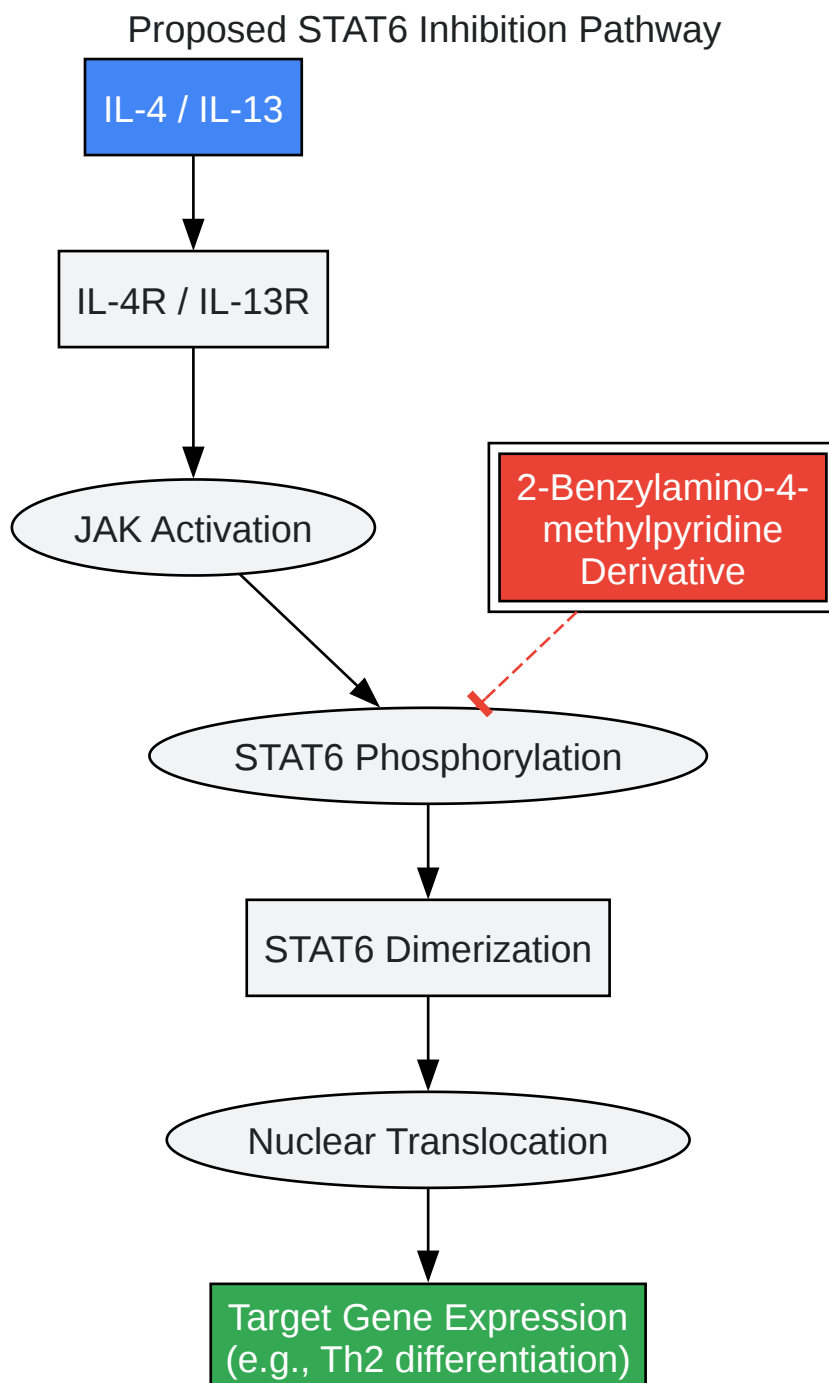 Proposed STAT6 Inhibition Pathway
IL-4 / IL-13
IL-4R / IL-13R
JAK Activation
2-Benzylamino-4-
methylpyridine
Derivative
STAT6 Phosphorylation
STAT6 Dimerization
Nuclear Translocation
Target Gene Expression
(e.g., Th2 differentiation)